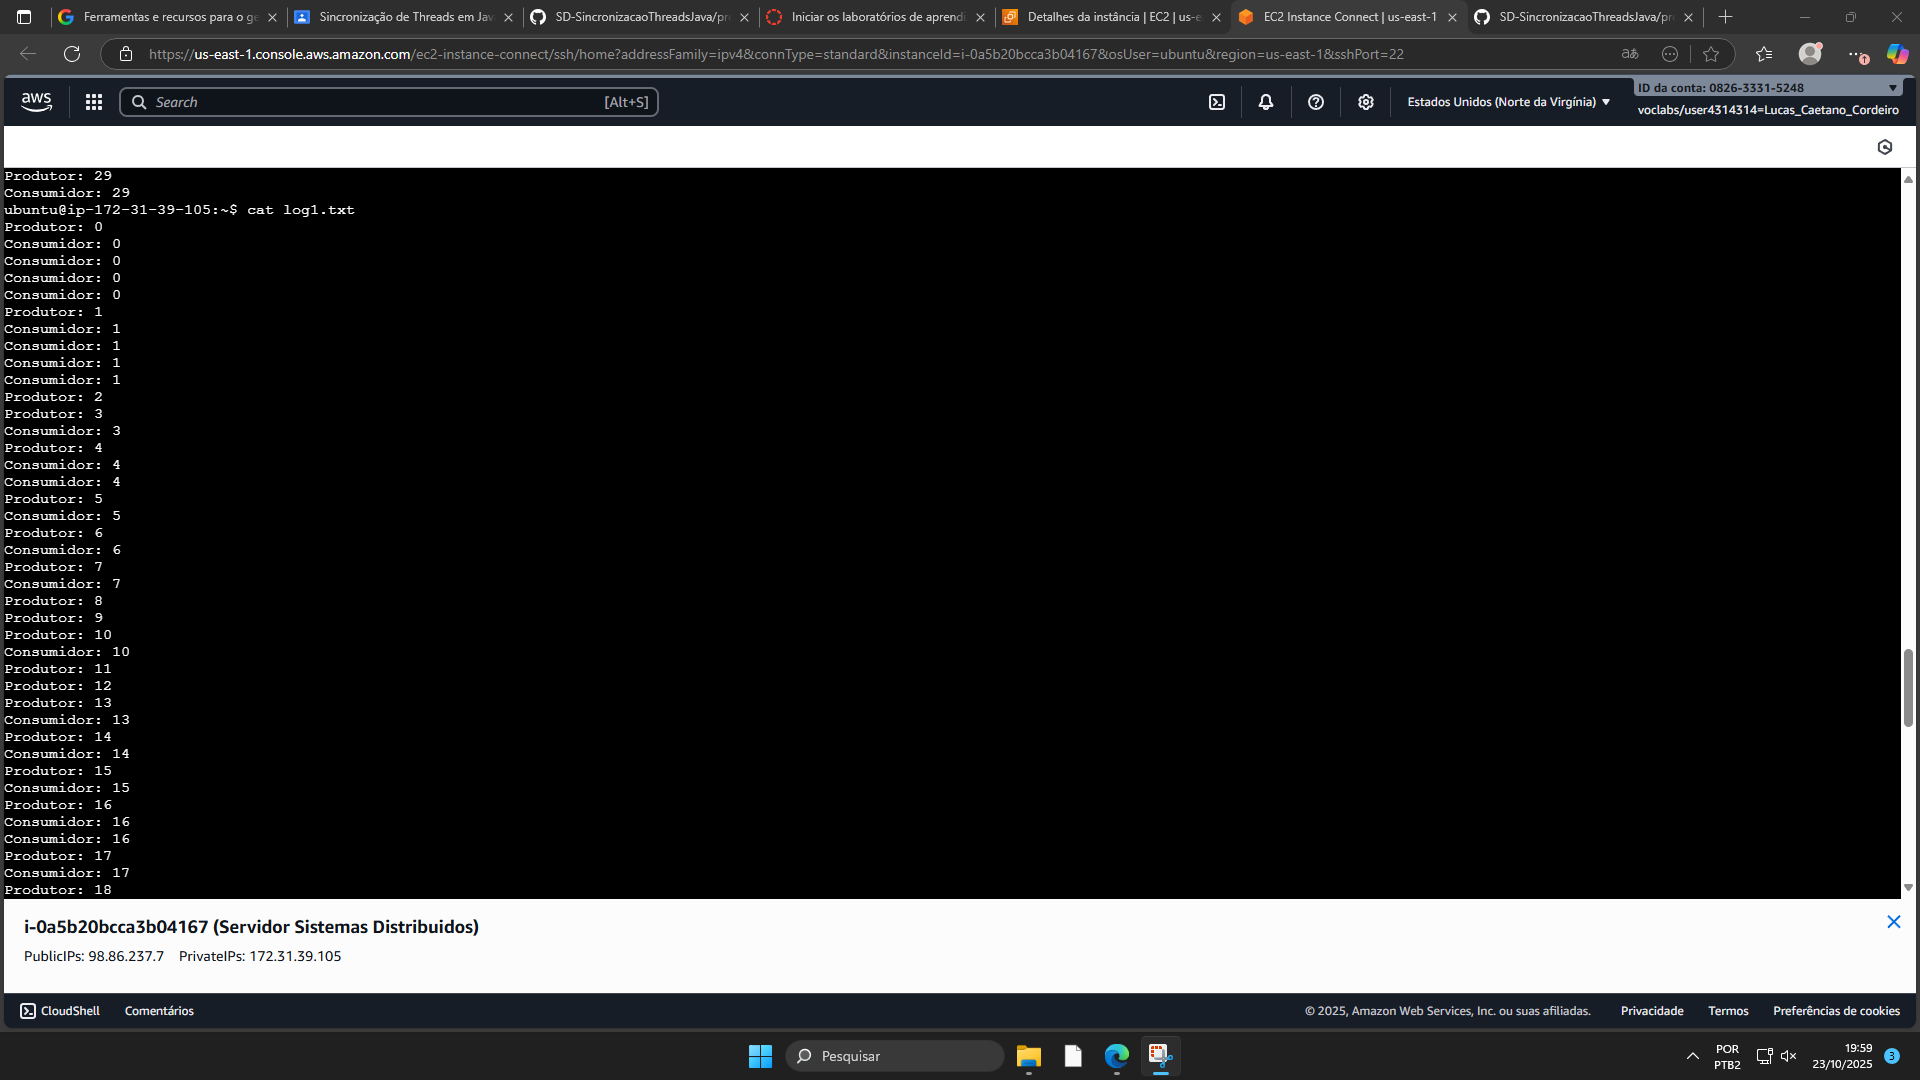 Ferramentas e recursos para o ge
Sincronização de Threads em Jav
SD-SincronizacaoThreadsJava/pr
Iniciar os laboratórios de aprendi
Detalhes da instância | EC2 | us-e
EC2 Instance Connect | us-east-1
SD-SincronizacaoThreadsJava/pr
https://us-east-1.console.aws.amazon.com/ec2-instance-connect/ssh/home?addressFamily=ipv4&connType=standard&instanceId=i-0a5b20bcca3b04167&osUser=ubuntu&region=us-east-1&sshPort=22
aws
Search
[Alt+S]
Estados Unidos (Norte da Virgínia)
ID da conta: 0826-3331-5248
voclabs/user4314314=Lucas_Caetano_Cordeiro
Produtor: 29
Consumidor: 29
ubuntu@ip-172-31-39-105:~$ cat log1.txt
Produtor: 0
Consumidor: 0
Consumidor: 0
Consumidor: 0
Consumidor: 0
Produtor: 1
Consumidor: 1
Consumidor: 1
Consumidor: 1
Consumidor: 1
Produtor: 2
Produtor: 3
Consumidor: 3
Produtor: 4
Consumidor: 4
Consumidor: 4
Produtor: 5
Consumidor: 5
Produtor: 6
Consumidor: 6
Produtor: 7
Consumidor: 7
Produtor: 8
Produtor: 9
Produtor: 10
Consumidor: 10
Produtor: 11
Produtor: 12
Produtor: 13
Consumidor: 13
Produtor: 14
Consumidor: 14
Produtor: 15
Consumidor: 15
Produtor: 16
Consumidor: 16
Consumidor: 16
Produtor: 17
Consumidor: 17
Produtor: 18
i-0a5b20bcca3b04167 (Servidor Sistemas Distribuidos)
PublicIPs: 98.86.237.7 PrivateIPs: 172.31.39.105
CloudShell
Comentários
© 2025, Amazon Web Services, Inc. ou suas afiliadas.
Privacidade
Termos
Preferências de cookies
Pesquisar
POR
PTB2
19:59
23/10/2025
3